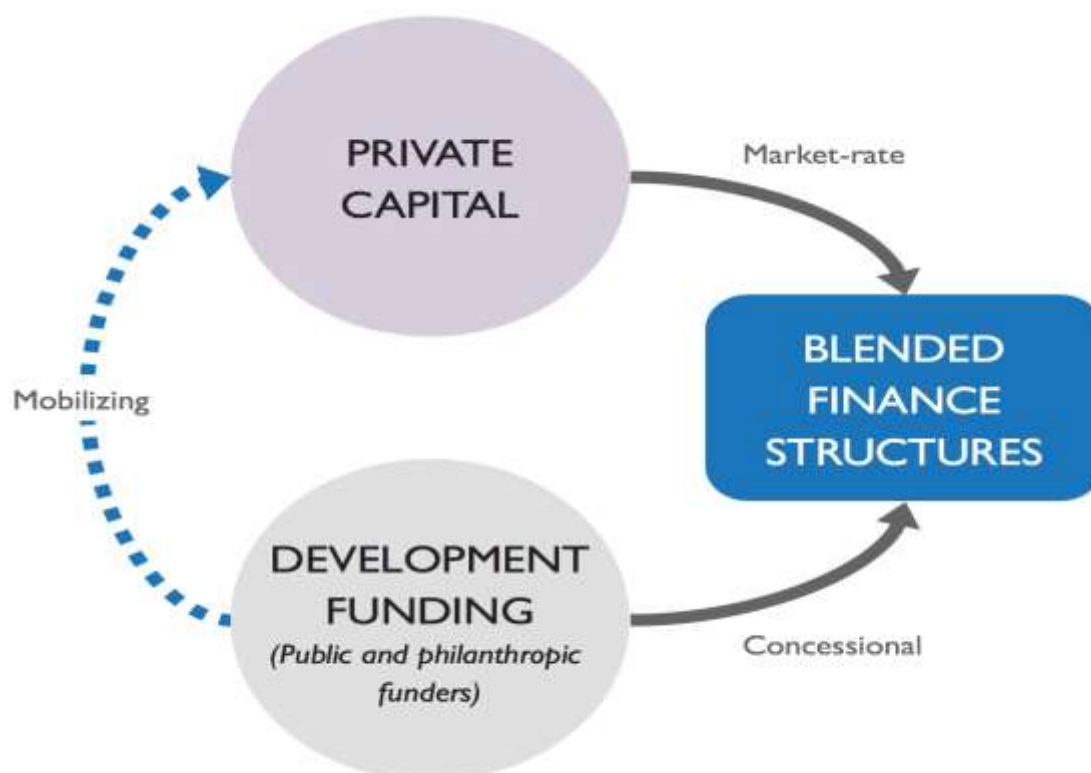 PRIVATE
CAPITAL
Market-rate
BLENDED
FINANCE
STRUCTURES
Mobilizing
DEVELOPMENT
FUNDING
(Public and philanthropic
funders)
Concessional